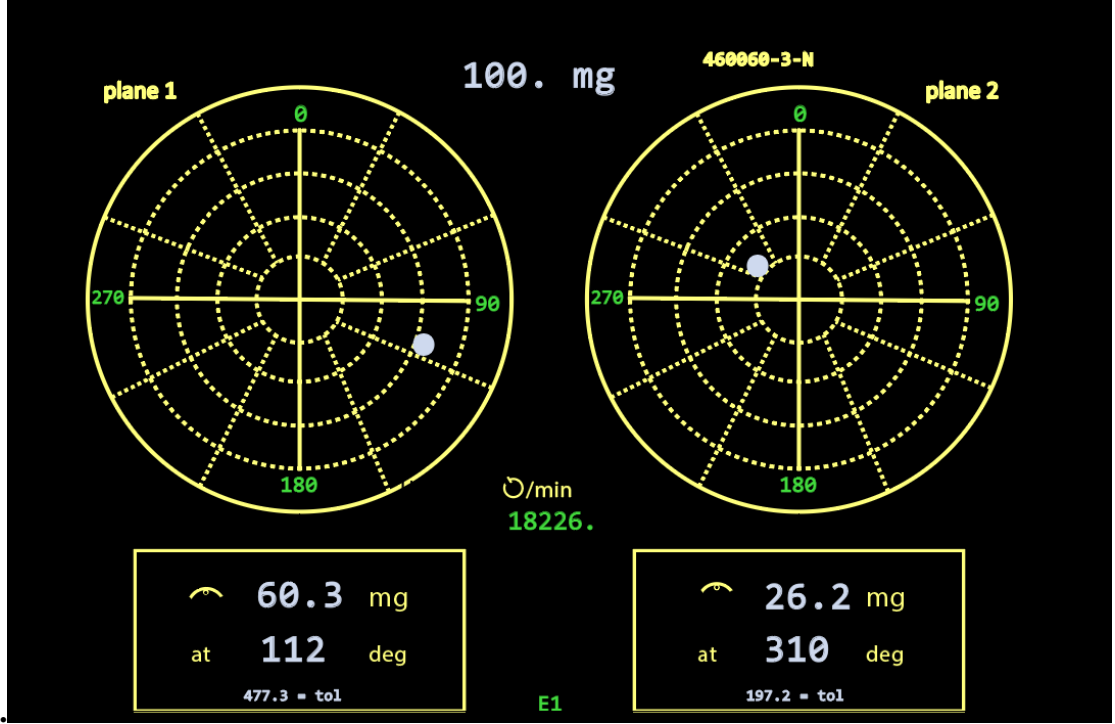 460060-3-N
plane 1
100. mg
plane 2
0
0
270
90
270
90
180
180
/min
18226.
60.3 mg
26.2 mg
at 112 deg
at 310 deg
477.3 = tol
197.2 = tol
E1